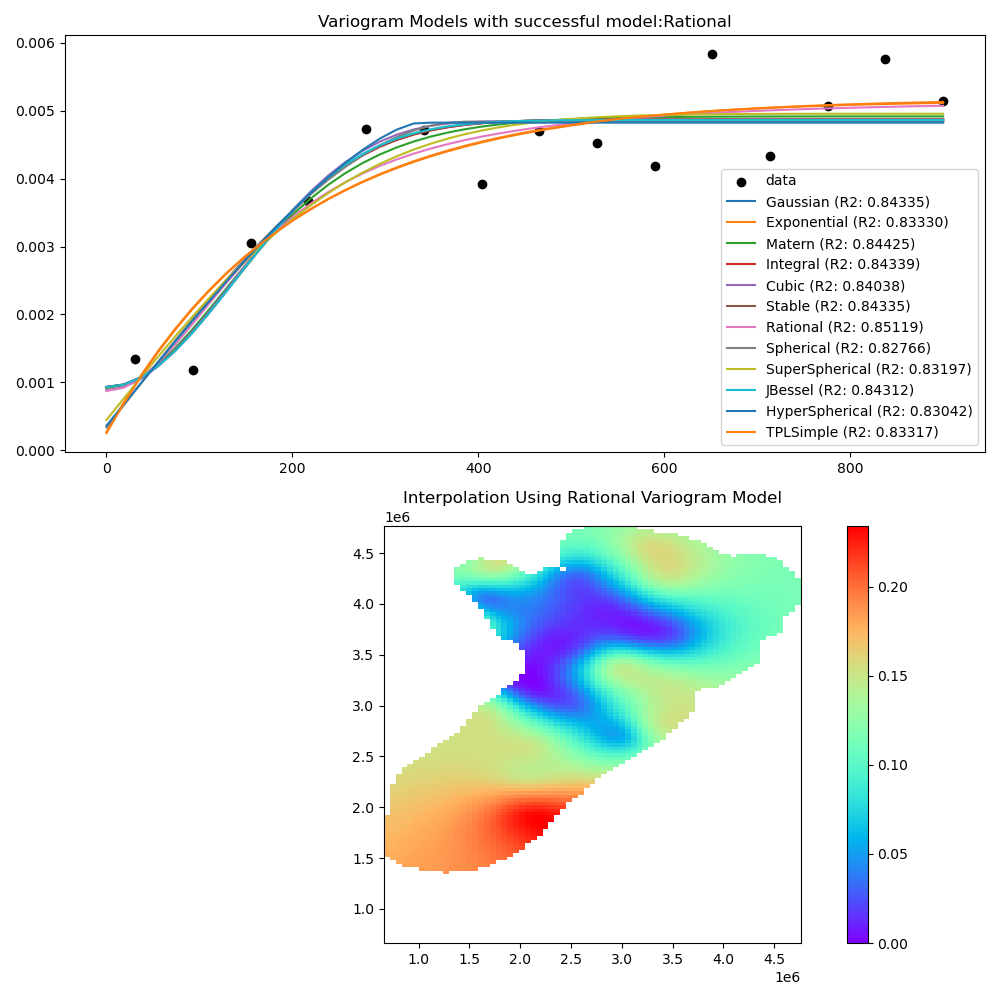 Variogram Models with successful model:Rational
0.006
0.005
0.004
0.003
0.002
0.001
0.000
0
200
400
600
800
data
Gaussian (R2: 0.84335)
Exponential (R2: 0.83330)
Matern (R2: 0.84425)
Integral (R2: 0.84339)
Cubic (R2: 0.84038)
Stable (R2: 0.84335)
Rational (R2: 0.85119)
Spherical (R2: 0.82766)
SuperSpherical (R2: 0.83197)
JBessel (R2: 0.84312)
HyperSpherical (R2: 0.83042)
TPLSimple (R2: 0.83317)
Interpolation Using Rational Variogram Model
1e6
4.5
4.0
3.5
3.0
2.5
2.0
1.5
1.0
1.0
1.5
2.0
2.5
3.0
3.5
4.0
4.5
1e6
0.20
0.15
0.10
0.05
0.00